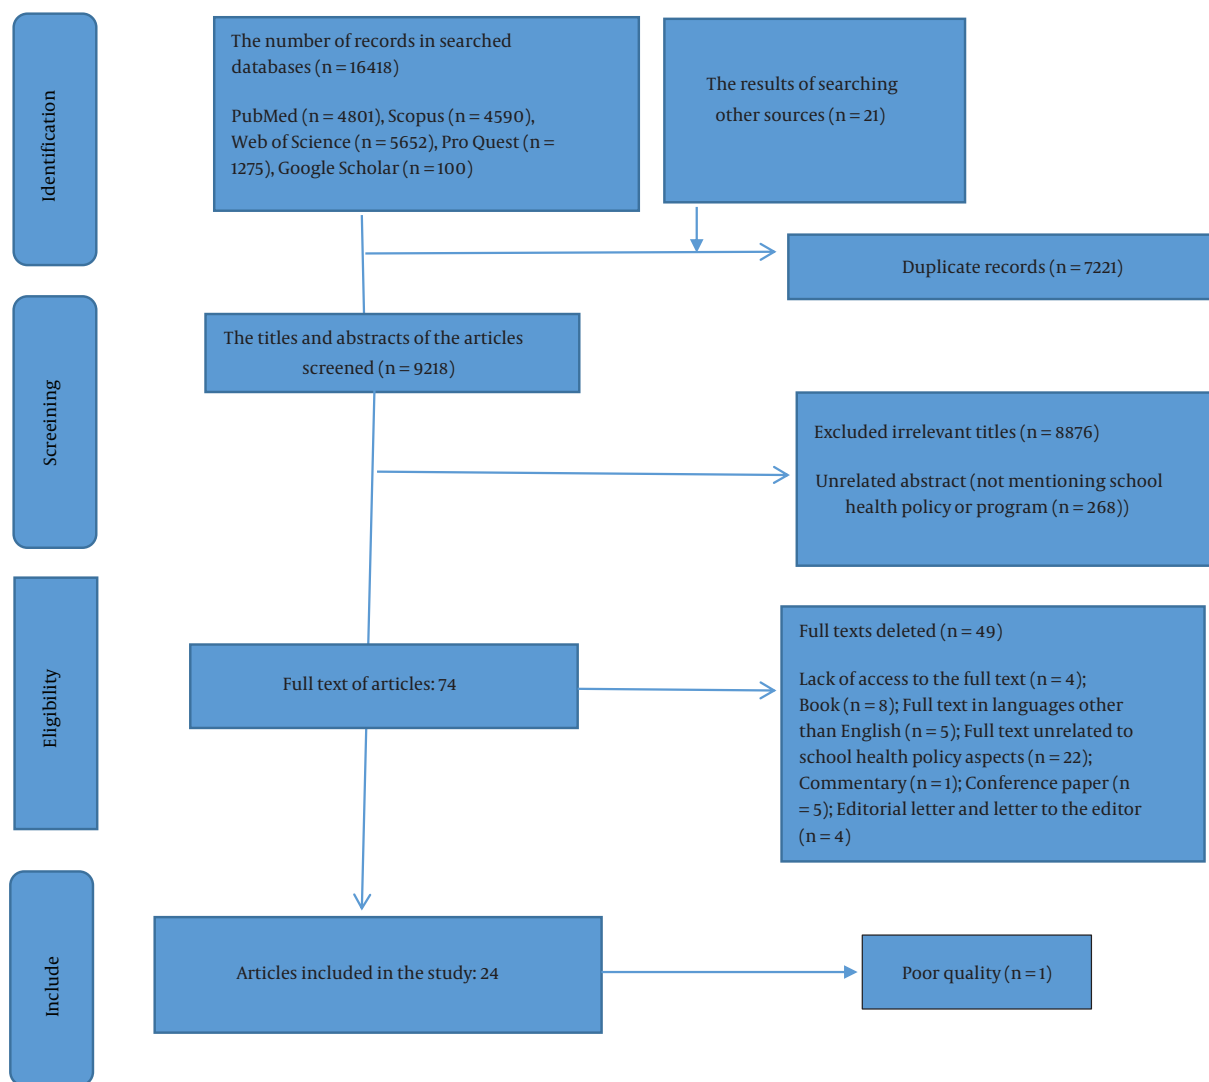 Identification
The number of records in searched
databases (n = 16418)
PubMed (n = 4801), Scopus (n = 4590),
Web of Science (n = 5652), Pro Quest (n =
1275), Google Scholar (n = 100)
The results of searching
other sources (n = 21)
Duplicate records (n = 7221)
Screeining
The titles and abstracts of the articles
screened (n = 9218)
Excluded irrelevant titles (n = 8876)
Unrelated abstract (not mentioning school
health policy or program (n = 268))
Eligibility
Full text of articles: 74
Full texts deleted (n = 49)
Lack of access to the full text (n = 4);
Book (n = 8); Full text in languages other
than English (n = 5); Full text unrelated to
school health policy aspects (n = 22);
Commentary (n = 1); Conference paper (n
= 5); Editorial letter and letter to the editor
(n = 4)
Include
Articles included in the study: 24
Poor quality (n = 1)